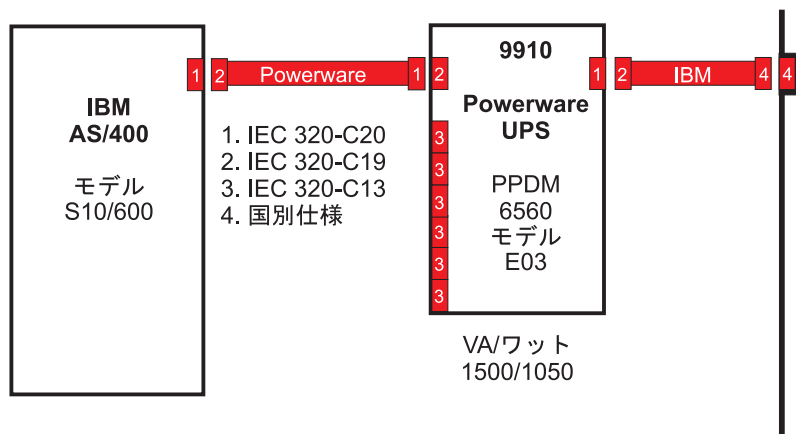 IBM
AS/400
モデル
S10/600
1
2 Powerware 1
1. IEC 320-C20
2. IEC 320-C19
3. IEC 320-C13
4. 国別仕様
9910
2
1
Powerware
UPS
PPDM
6560
モデル
E03
3
3
3
3
3
3
VA/ワット
1500/1050
2 IBM 4
4